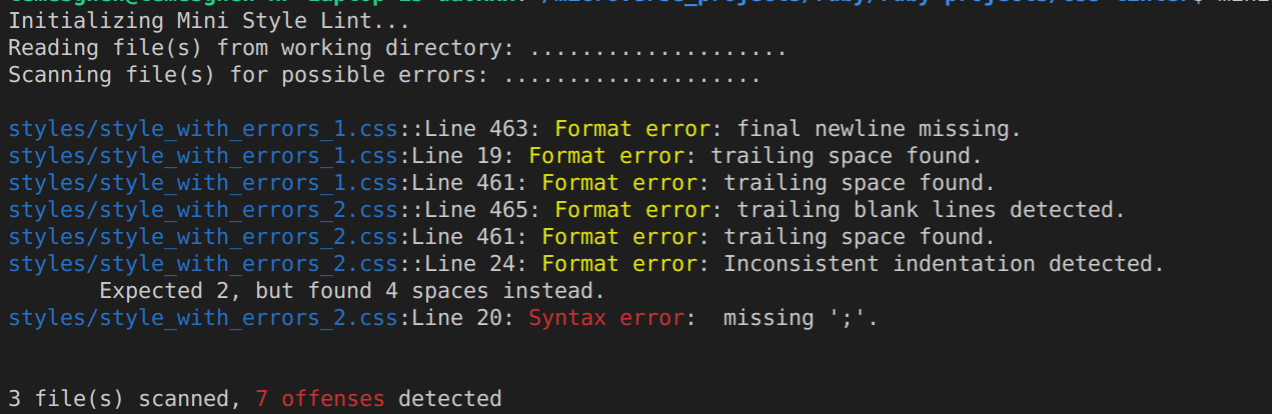 Initializing Mini Style Lint...
Reading file(s) from working directory: ....................
Scanning file(s) for possible errors: ....................
styles/style_with_errors_1.css::Line 463: Format error: final newline missing.
styles/style_with_errors_1.css:Line 19: Format error: trailing space found.
styles/style_with_errors_1.css:Line 461: Format error: trailing space found.
styles/style_with_errors_2.css::Line 465: Format error: trailing blank lines detected.
styles/style_with_errors_2.css:Line 461: Format error: trailing space found.
styles/style_with_errors_2.css::Line 24: Format error: Inconsistent indentation detected.
Expected 2, but found 4 spaces instead.
styles/style_with_errors_2.css:Line 20: Syntax error:  missing ';'.
3 file(s) scanned, 7 offenses detected